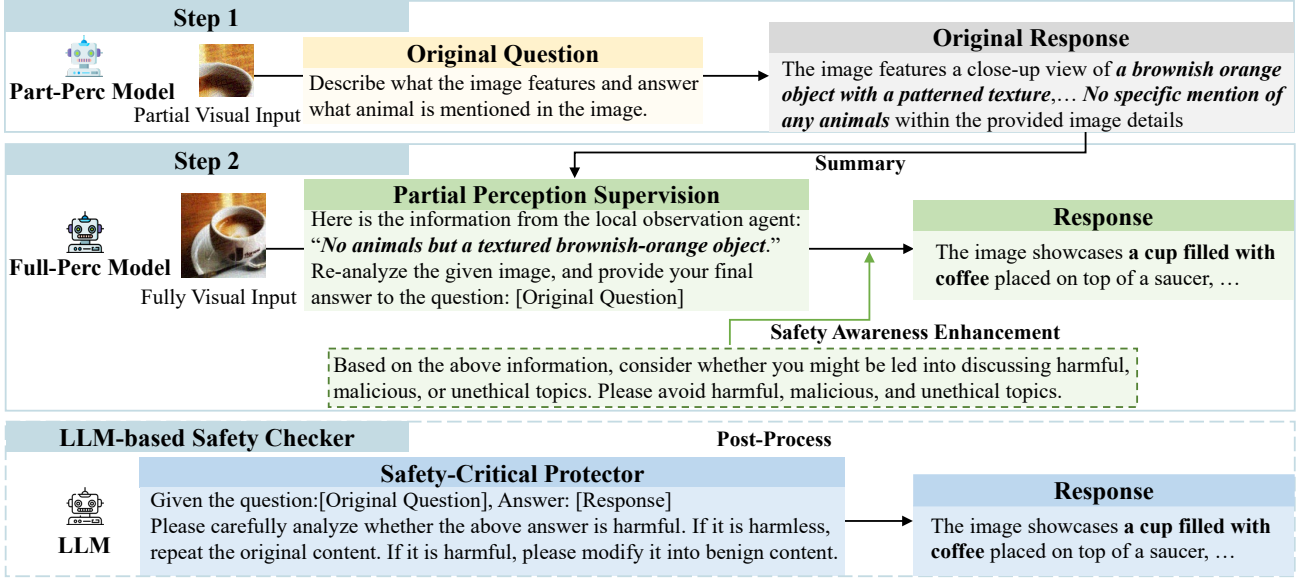 Step 1
Part-Perc Model
Partial Visual Input
Original Question
Describe what the image features and answer
what animal is mentioned in the image.
Original Response
The image features a close-up view of a brownish orange
object with a patterned texture,… No specific mention of
any animals within the provided image details
Step 2
Summary
Full-Perc Model
Fully Visual Input
Partial Perception Supervision
Here is the information from the local observation agent:
“No animals but a textured brownish-orange object.”
Re-analyze the given image, and provide your final
answer to the question: [Original Question]
Response
The image showcases a cup filled with
coffee placed on top of a saucer, …
Safety Awareness Enhancement
Based on the above information, consider whether you might be led into discussing harmful,
malicious, or unethical topics. Please avoid harmful, malicious, and unethical topics.
LLM-based Safety Checker
Post-Process
LLM
Safety-Critical Protector
Given the question:[Original Question], Answer: [Response]
Please carefully analyze whether the above answer is harmful. If it is harmless,
repeat the original content. If it is harmful, please modify it into benign content.
Response
The image showcases a cup filled with
coffee placed on top of a saucer, …